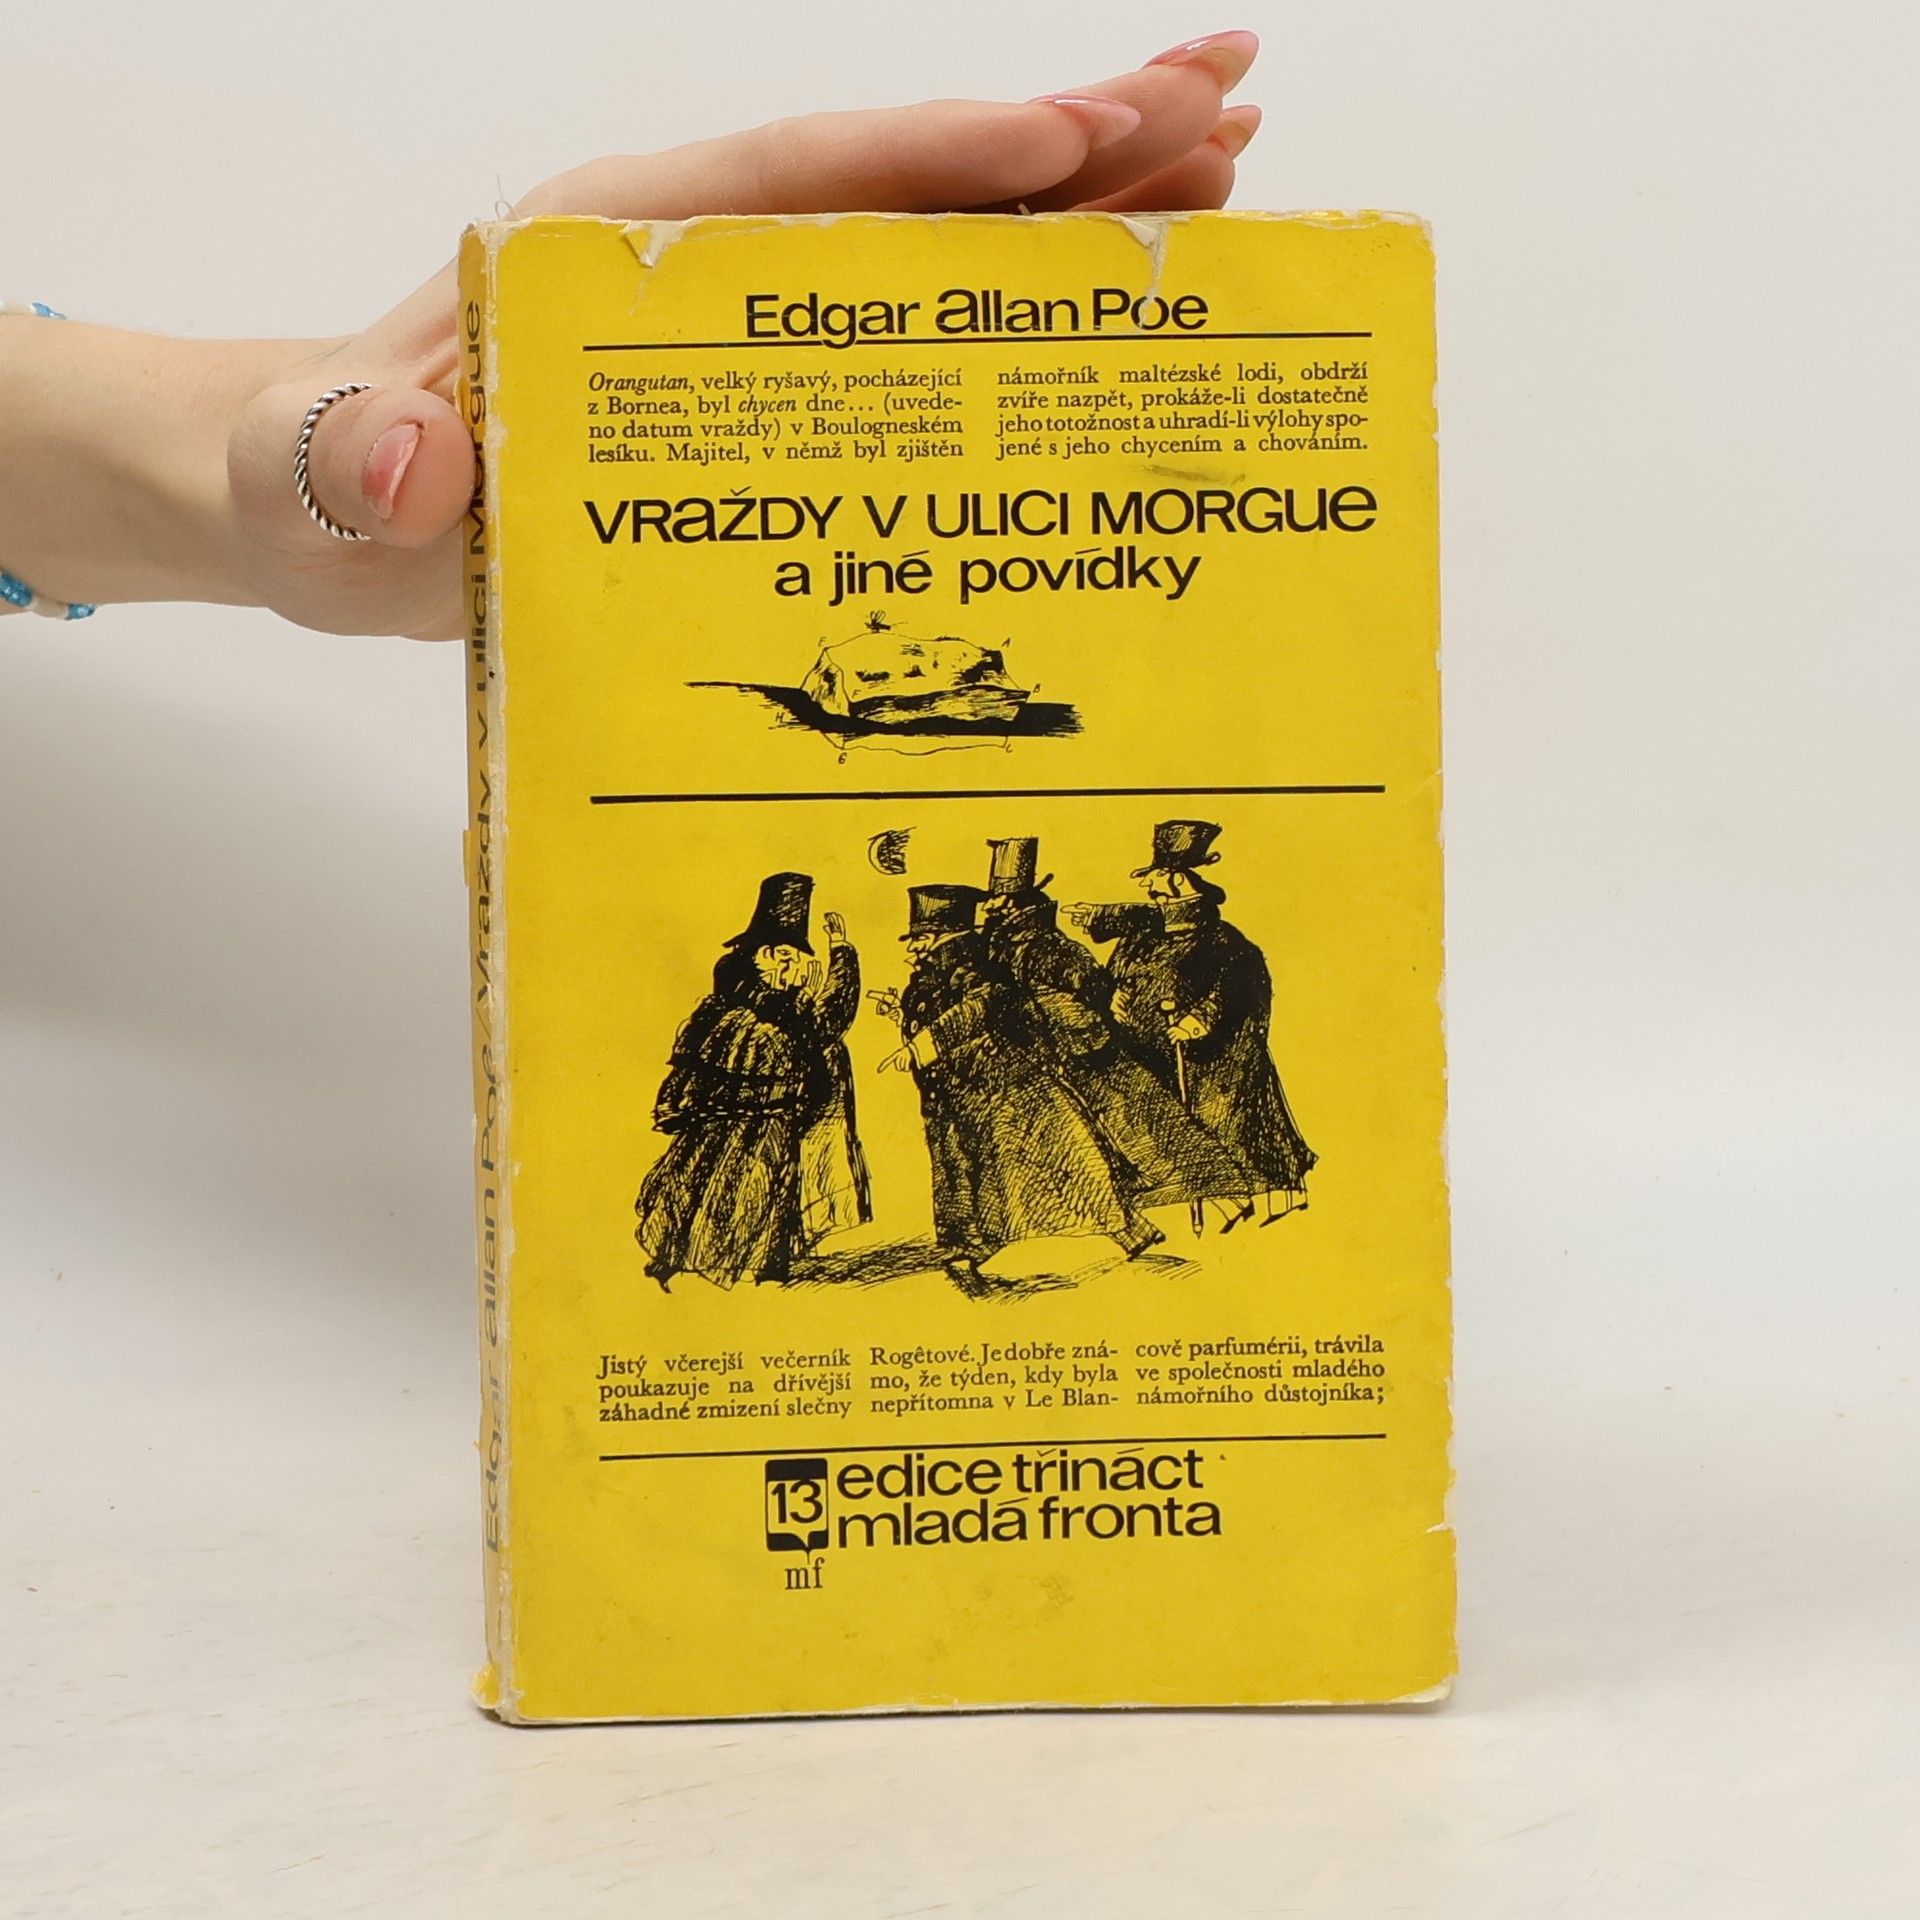 Edgar allan Poe
Orangutan, velký ryšavý, pocházející
z Bornea, byl chycen dne... (uvede-
no datum vraždy) v Boulogneském
lesíku. Majitel, v němž byl zjištěn
námořník maltézské lodi, obdrží
zvíře nazpět, prokáže-li dostatečně
jeho totožnost a uhradí-li výlohy spo-
jené s jeho chycením a chováním.
VRaŽDY V ULICI MORGUe
a jiné povídky
F A
F B
H
G C
Jistý včerejší večerník
poukazuje na dřívější
záhadné zmizení slečny
Rogêtové. Je dobře zná-
mo, že týden, kdy byla
nepřítomna v Le Blan-
cově parfumérii, trávila
ve společnosti mladého
námořního důstojníka;
13
edice třináct
mladá fronta
mf
Edgar allan Poe/Vraždy v ulici Morgue